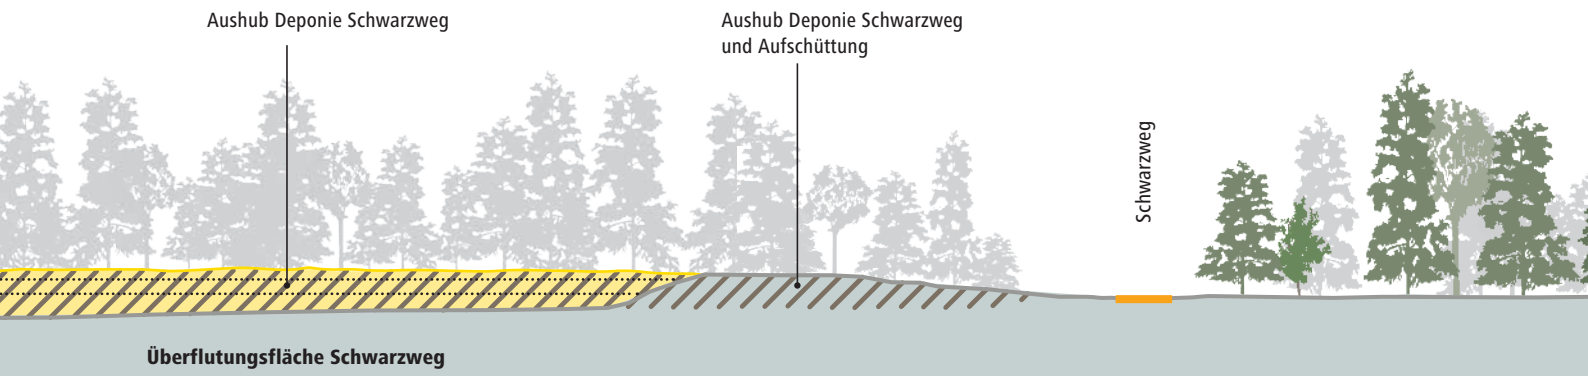 Aushub Deponie Schwarzweg
Aushub Deponie Schwarzweg
und Aufschüttung
Schwarzweg
Überflutungsfläche Schwarzweg